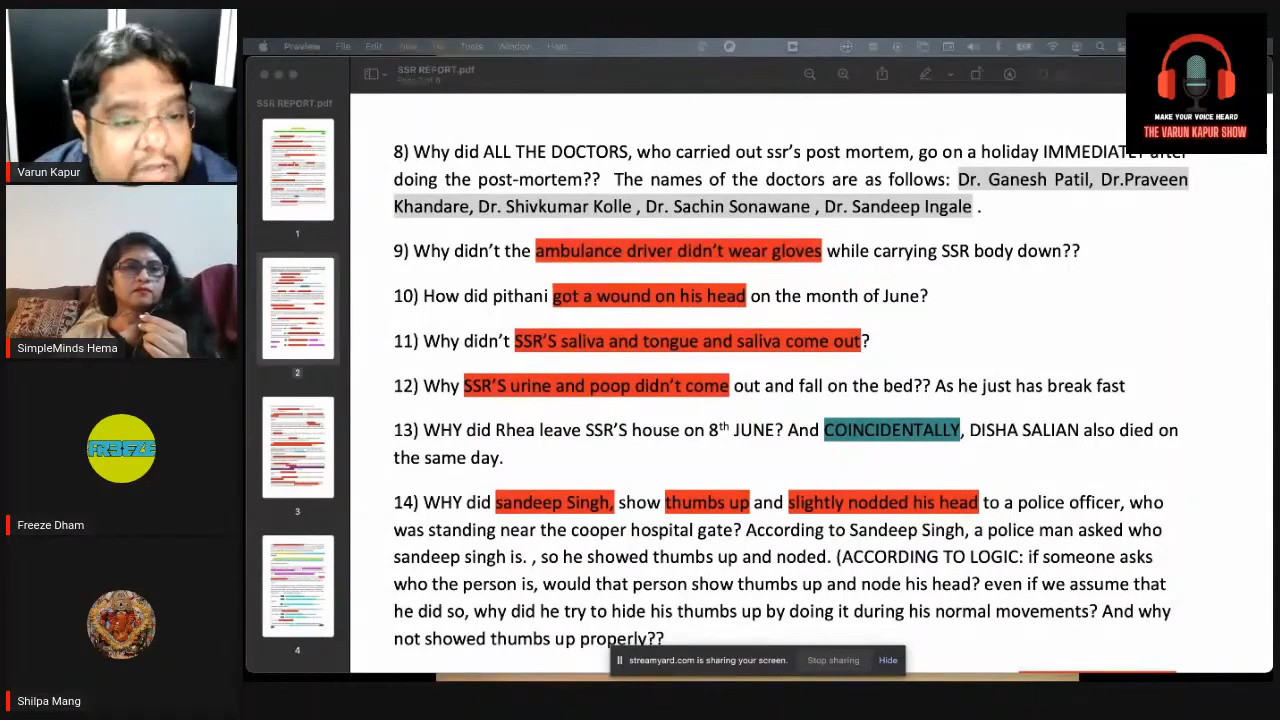 Preview File Edit View Go Tools Window Help
SSR REPORT.pdf
SSR REPORT.pdf
1
2
3
4
8) Why ALL THE DOCTORS, who carried out ssr's post mortem, go on
doing the post-mortem?? The names of the doctors are as follows: Patil, Dr.Praveen
Khandare, Dr. Shivkumar Kolle , Dr. Sachin Sonawane , Dr. Sandeep Ingale .
9) Why didn't the ambulance driver didn't wear gloves while carrying SSR body down??
10) How did pithani got a wound on his head on the month of June?
11) Why didn't SSR'S saliva and tongue and saliva come out?
12) Why SSR'S urine and poop didn't come out and fall on the bed?? As he just has break fast
13) WHY did Rhea leave SSR'S house on 8th JUNE? And COINCIDENTALLY, DISHA SALIAN also died on
the same day.
14) WHY did sandeep Singh, show thumbs up and slightly nodded his head to a police officer, who
was standing near the cooper hospital gate? According to Sandeep Singh, a police man asked who
sandeep singh is.. so he showed thumbs up and noded. (ACCORDING TO LOGIC: if someone asks
who the person is.. would that person show thumbs up and node his head even if we assume that
he did so, why did he try to hide his thumbs up by doing it during his normal movements? And why
not showed thumbs up properly??
streamyard.com is sharing your screen. Stop sharing Hide
MAKE YOUR VOICE HEARD
THE VARUN KAPUR SHOW
Varun Kapur
SimpleMinds Hema
FR3EZE
Freeze Dham
Shilpa Mang